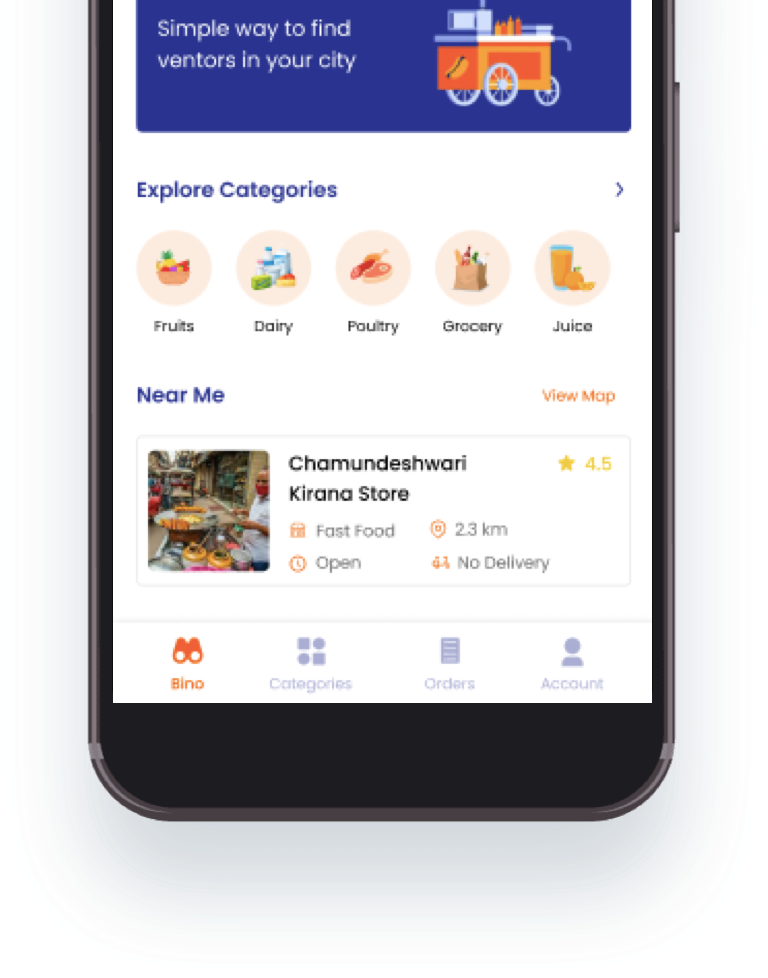 Simple way to find
ventors in your city
Explore Categories
Fruits Dairy Poultry Grocery Juice
Near Me View Map
Chamundeshwari 4.5
Kirana Store
Fast Food 2.3 km
Open No Delivery
Bino Categories Orders Account